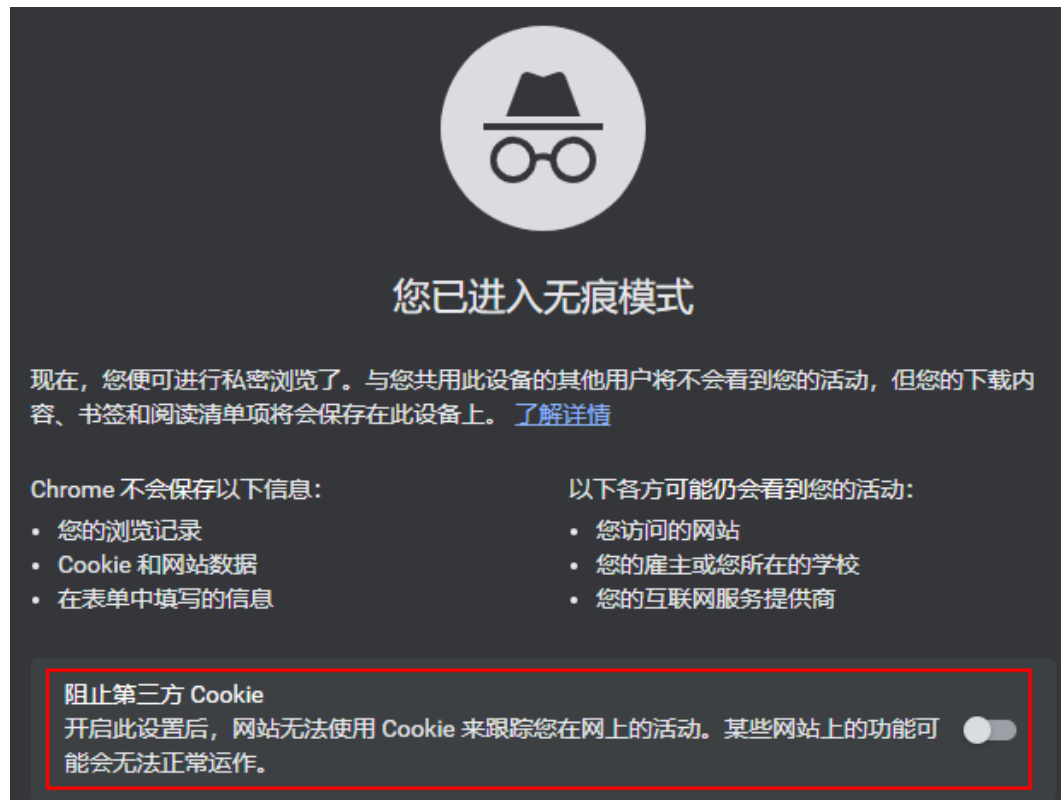 您已进入无痕模式
现在，您便可进行私密浏览了。与您共用此设备的其他用户将不会看到您的活动，但您的下载内
容、书签和阅读清单项将会保存在此设备上。 了解详情
Chrome 不会保存以下信息：
• 您的浏览记录
• Cookie 和网站数据
• 在表单中填写的信息
以下各方可能仍会看到您的活动：
• 您访问的网站
• 您的雇主或您所在的学校
• 您的互联网服务提供商
阻止第三方 Cookie
开启此设置后，网站无法使用 Cookie 来跟踪您在网上的活动。某些网站上的功能可
能会无法正常运作。